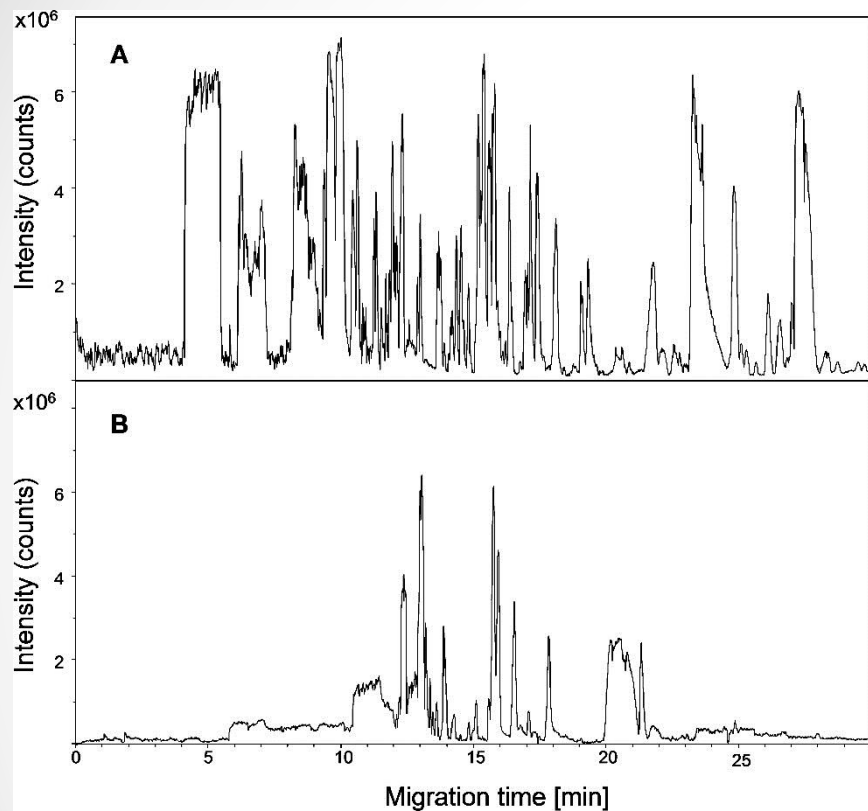 x10⁶
A
Intensity (counts)
6
4
2
x10⁶
B
Intensity (counts)
6
4
2
0 5 10 15 20 25
Migration time [min]